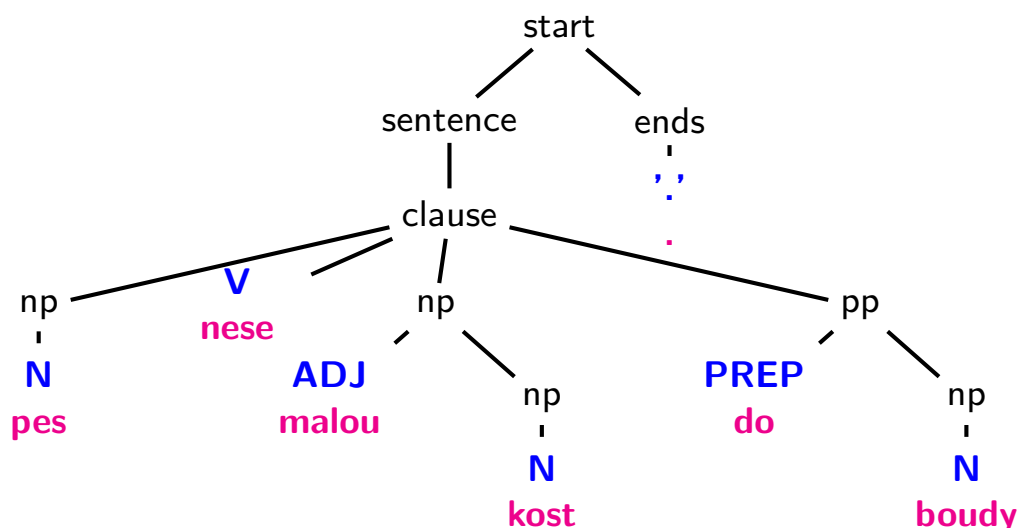 start
sentence ends
, ,
.
clause .
V
np np pp
nese
N ADJ PREP
np np
pes malou do
N N
kost boudy